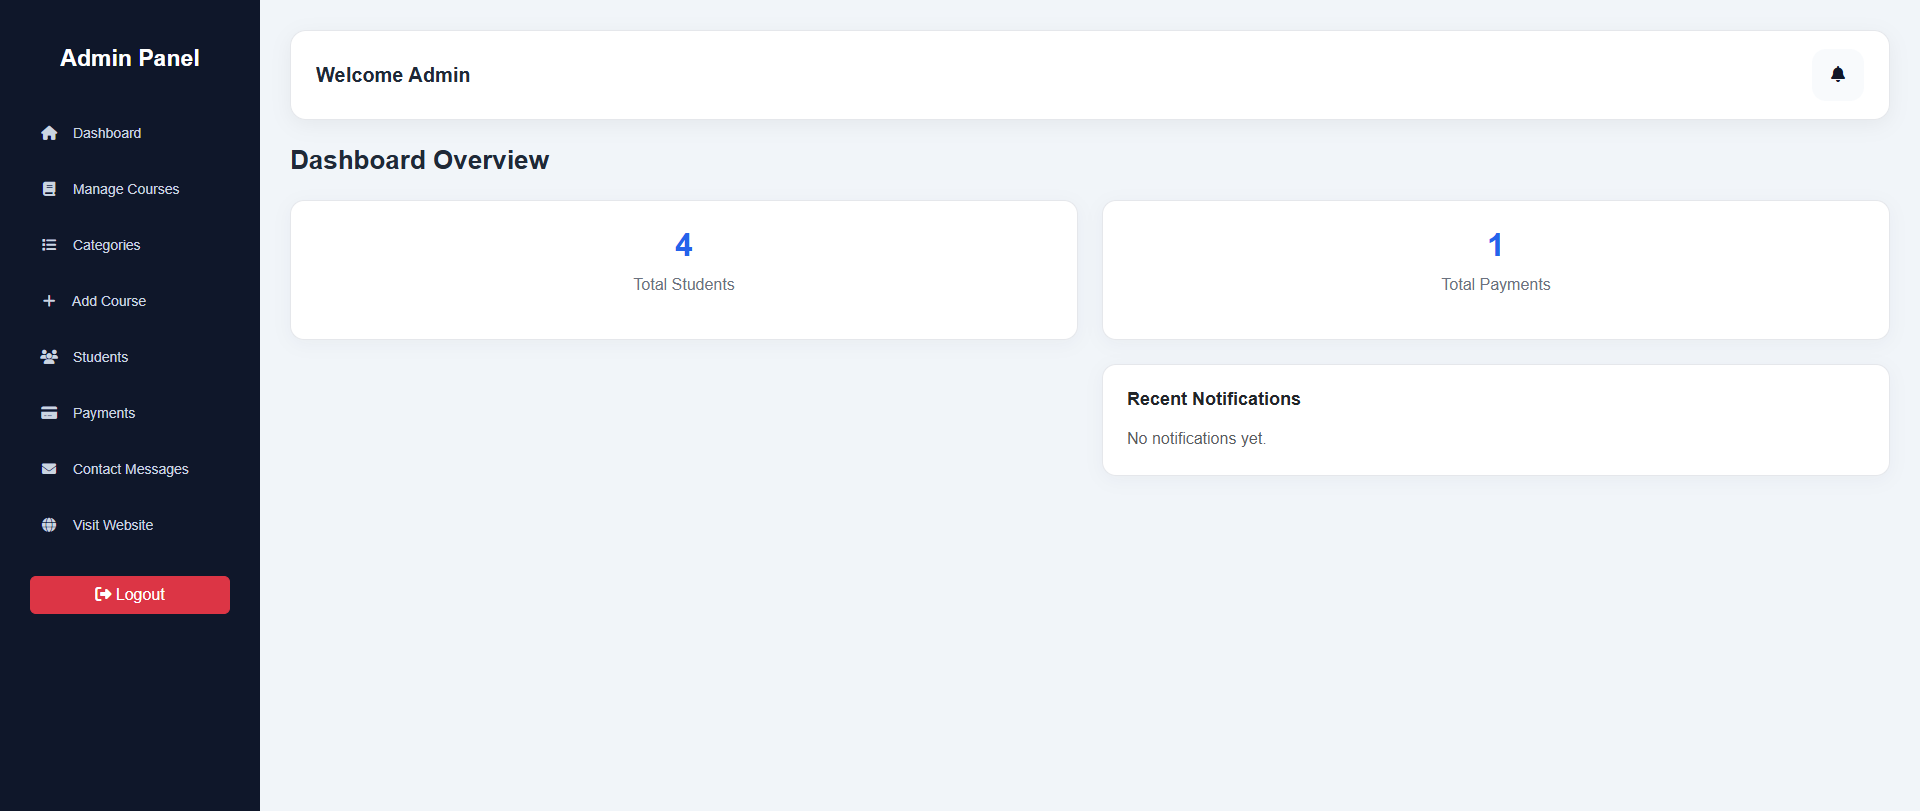 Admin Panel
Dashboard
Manage Courses
Categories
Add Course
Students
Payments
Contact Messages
Visit Website
Logout
Welcome Admin
Dashboard Overview
4
Total Students
1
Total Payments
Recent Notifications
No notifications yet.